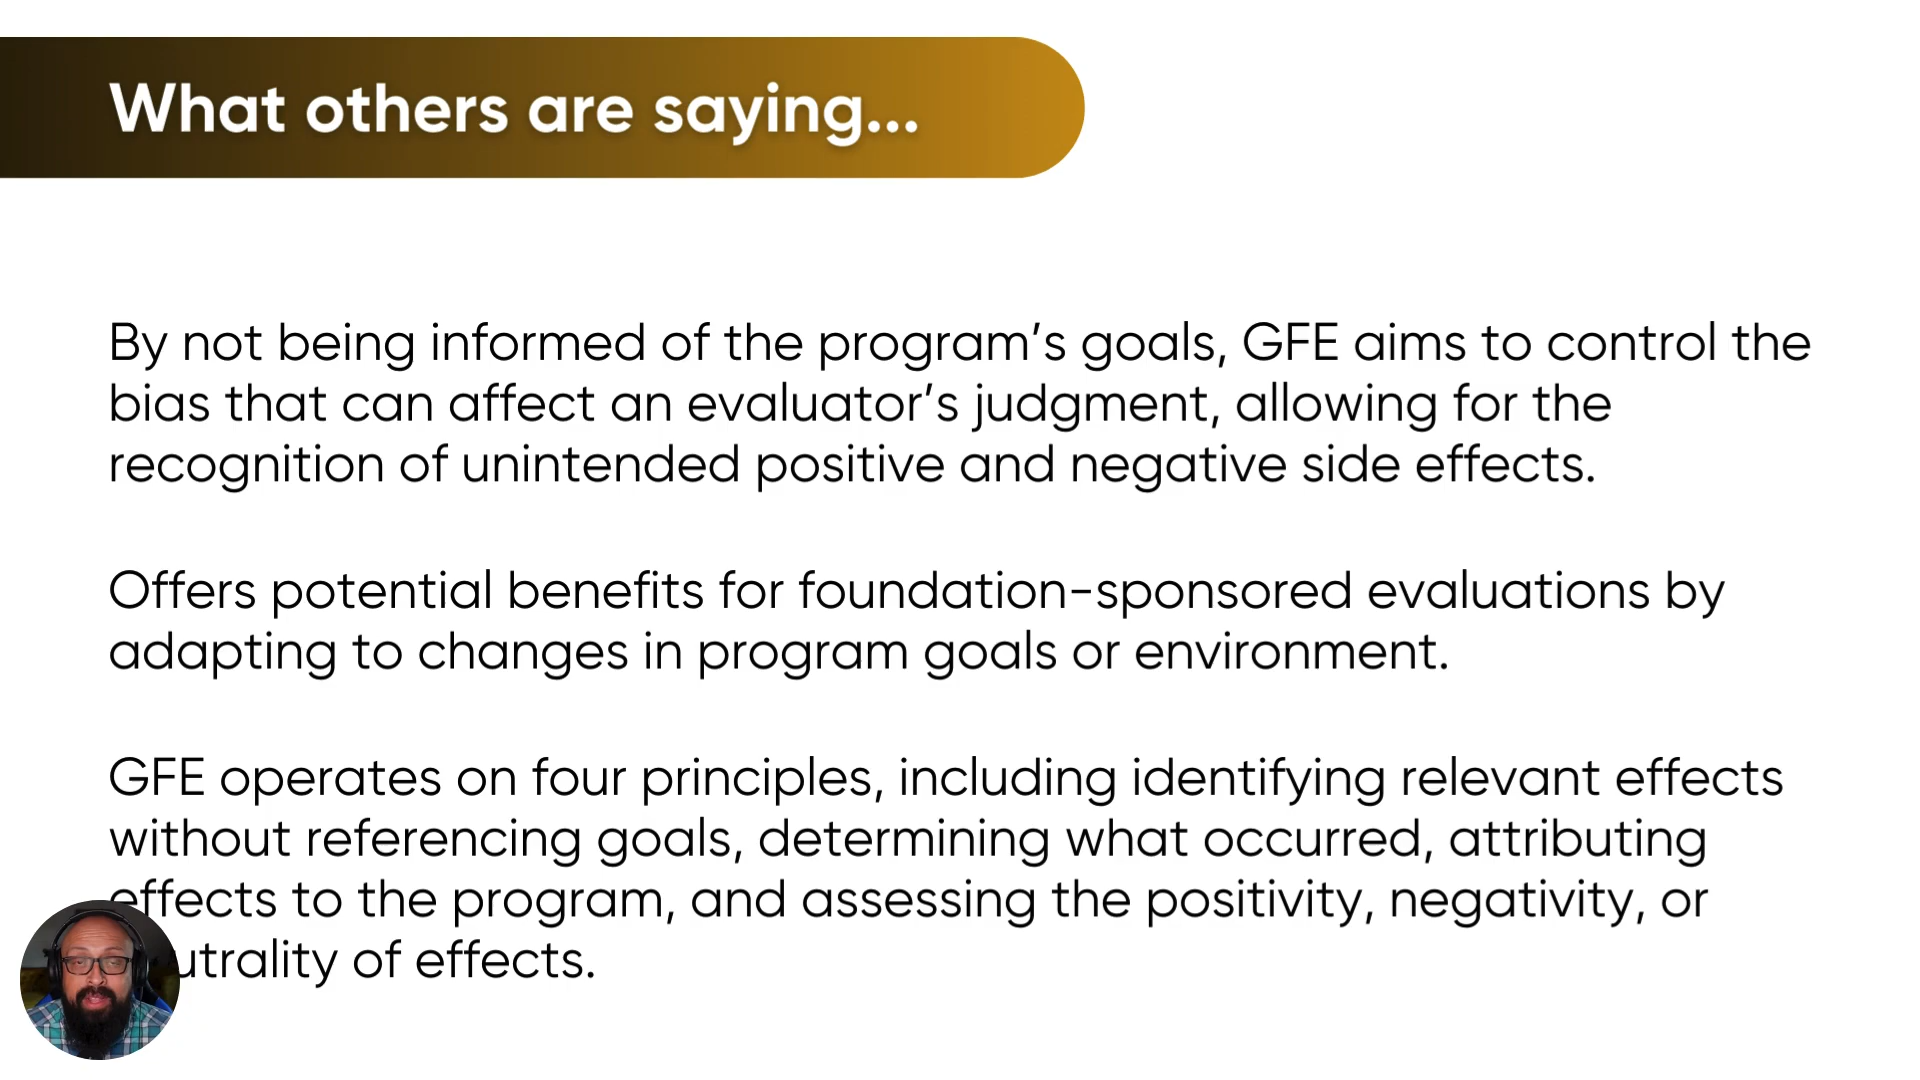 What others are saying...
By not being informed of the program’s goals, GFE aims to control the
bias that can affect an evaluator’s judgment, allowing for the
recognition of unintended positive and negative side effects.
Offers potential benefits for foundation-sponsored evaluations by
adapting to changes in program goals or environment.
GFE operates on four principles, including identifying relevant effects
without referencing goals, determining what occurred, attributing
effects to the program, and assessing the positivity, negativity, or
utrality of effects.